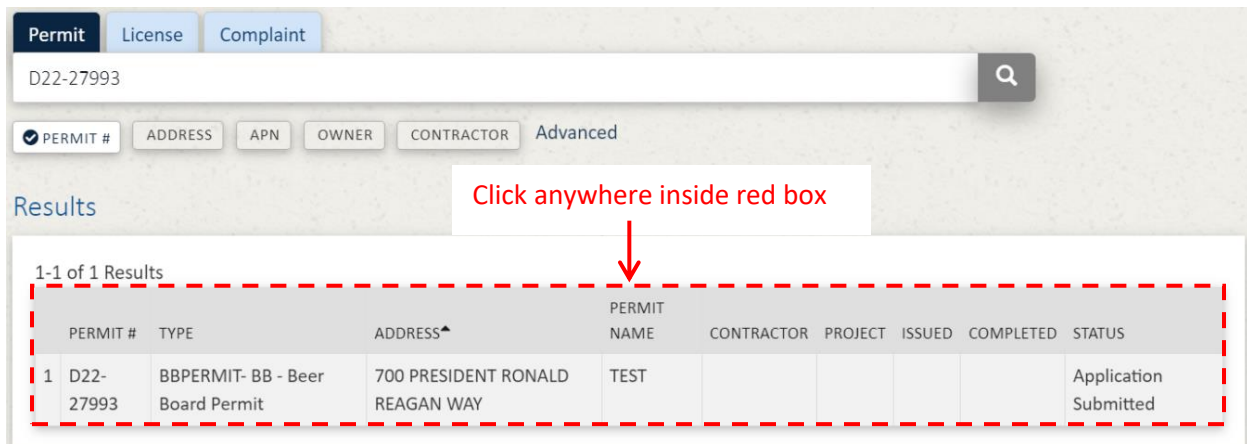 Permit License Complaint
D22-27993
PERMIT # ADDRESS APN OWNER CONTRACTOR Advanced
Click anywhere inside red box
Results
1-1 of 1 Results
PERMIT # TYPE ADDRESS PERMIT NAME CONTRACTOR PROJECT ISSUED COMPLETED STATUS
1 D22-27993 BBPERMIT- BB - Beer Board Permit 700 PRESIDENT RONALD REAGAN WAY TEST Application Submitted